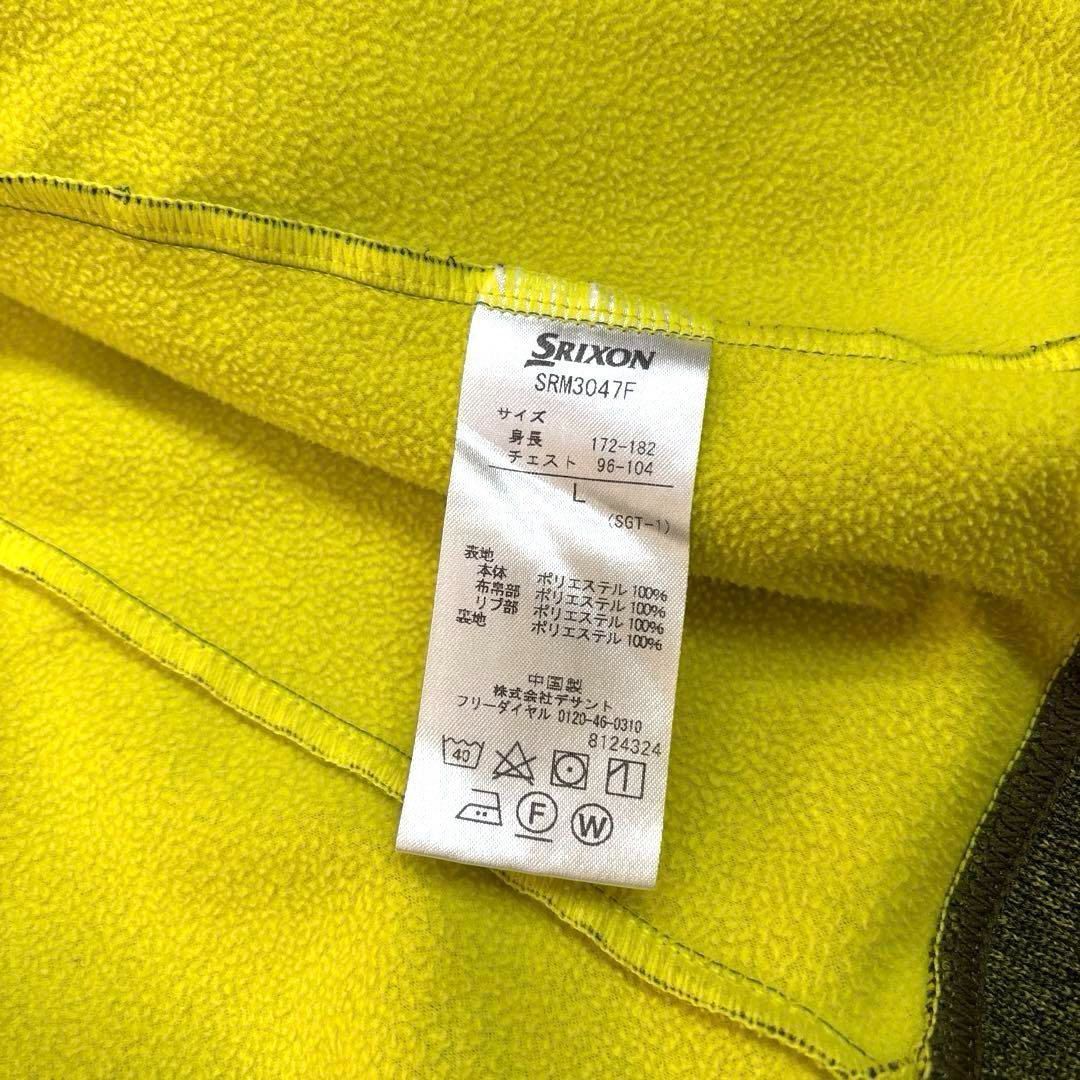 SRIXON
SRM3047F
サイズ
身長 172-182
チェスト 96-104
L
(SGT-1)
表地
本体 ポリエステル 100%
布帛部 ポリエステル 100%
リブ部 ポリエステル 100%
裏地 ポリエステル 100%
中国製
株式会社デサント
フリーダイヤル 0120-46-0310
8124324
40
F W